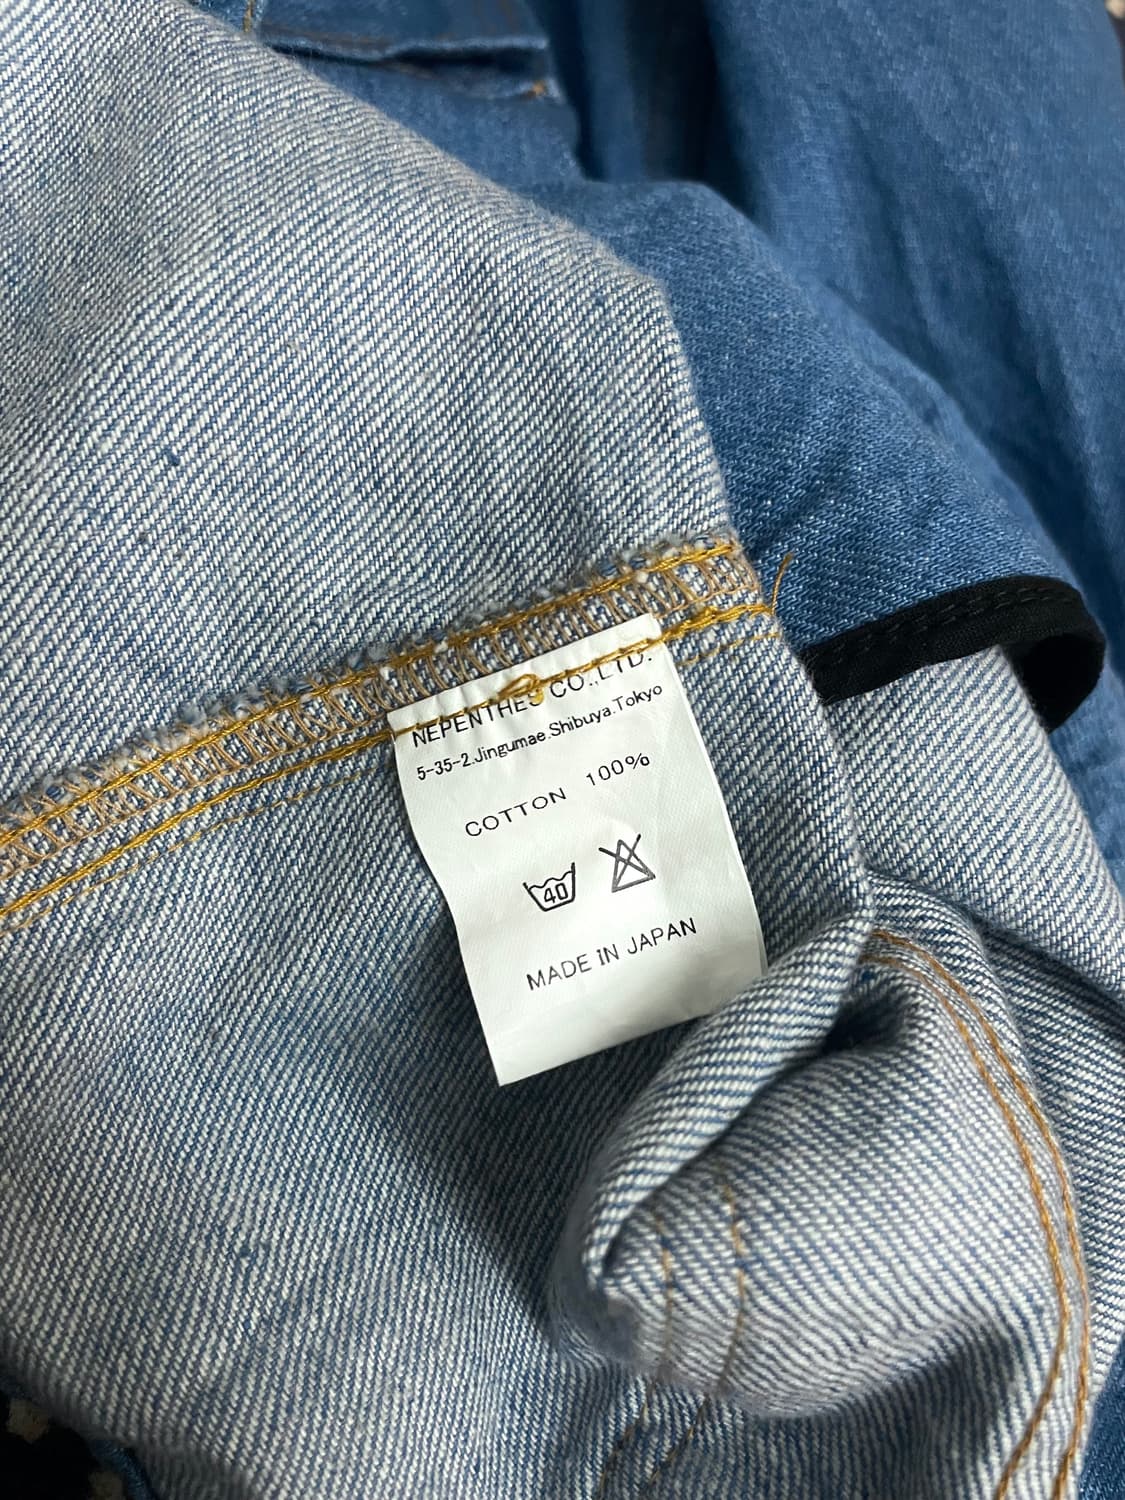 NEPENTHES CO.,LTD.
5-35-2.Jingumae.Shibuya.Tokyo
COTTON 100%
40
MADE IN JAPAN